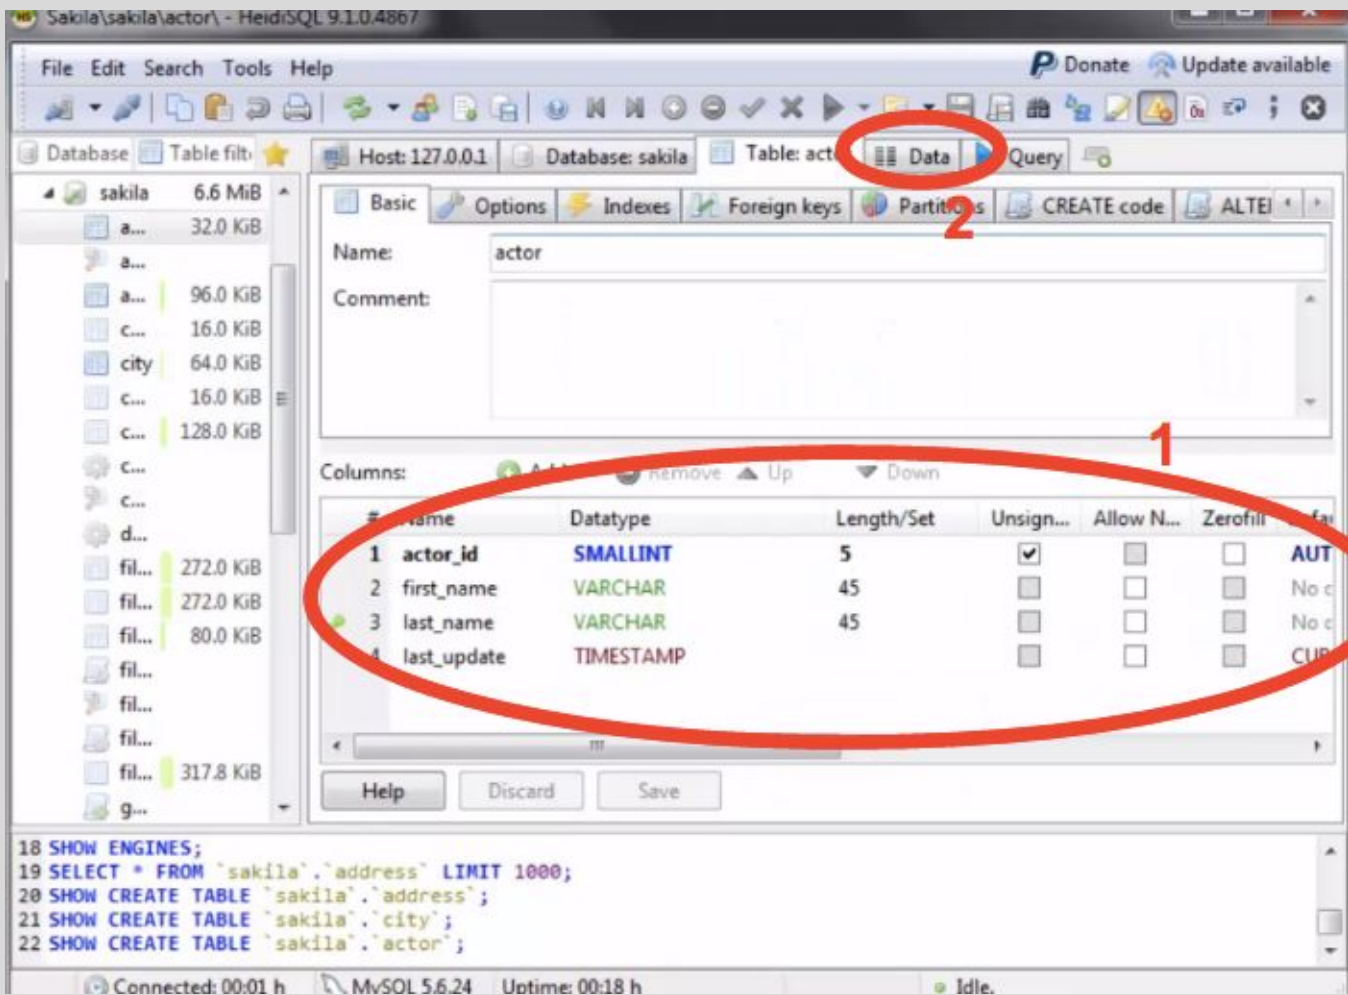 Sakila\sakila\actor\ - HeidiSQL 9.1.0.4867
File Edit Search Tools Help
Donate Update available
Database Table filt
Host: 127.0.0.1 Database: sakila Table: acto Data Query
2
sakila 6.6 MiB
a... 32.0 KiB
a...
a... 96.0 KiB
c... 16.0 KiB
city 64.0 KiB
c... 16.0 KiB
c... 128.0 KiB
c...
c...
d...
fil... 272.0 KiB
fil... 272.0 KiB
fil... 80.0 KiB
fil...
fil...
fil...
fil... 317.8 KiB
g...
Basic Options Indexes Foreign keys Partitions CREATE code ALTE
Name: actor
Comment:
1
Columns: Remove Up Down
# Name Datatype Length/Set Unsign... Allow N... Zerofill
1 actor_id SMALLINT 5 AUT
2 first_name VARCHAR 45 No
3 last_name VARCHAR 45 No
4 last_update TIMESTAMP CUR
Help Discard Save
18 SHOW ENGINES;
19 SELECT * FROM `sakila`.`address` LIMIT 1000;
20 SHOW CREATE TABLE `sakila`.`address`;
21 SHOW CREATE TABLE `sakila`.`city`;
22 SHOW CREATE TABLE `sakila`.`actor`;
Connected: 00:01 h MySQL 5.6.24 Uptime: 00:18 h Idle.